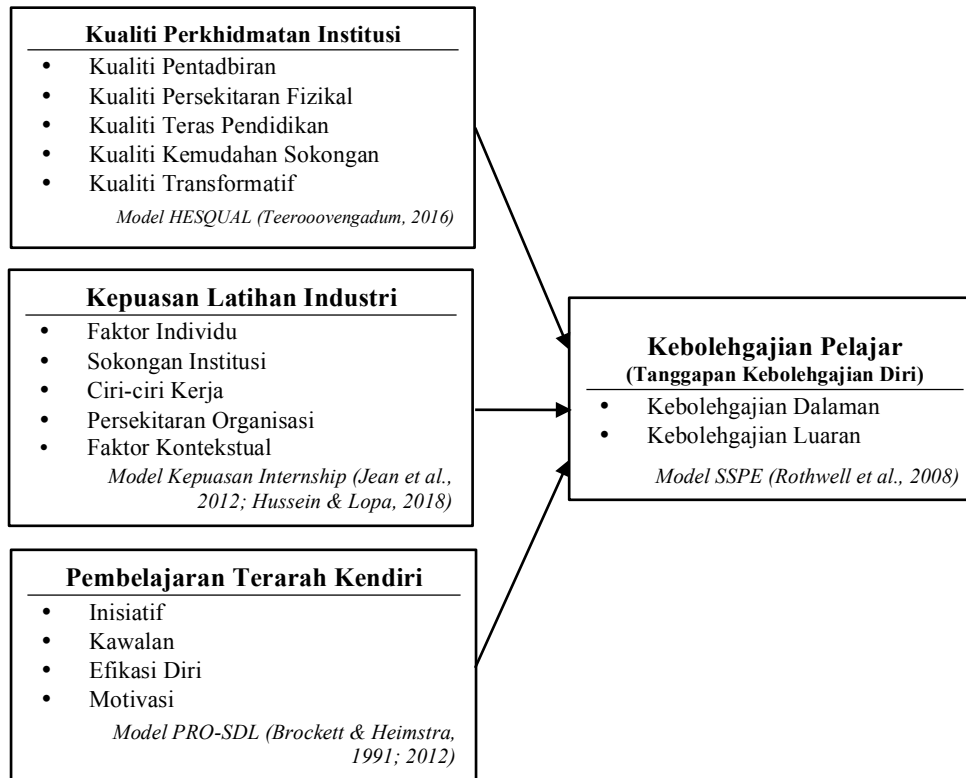 Kualiti Perkhidmatan Institusi
• Kualiti Pentadbiran
• Kualiti Persekitaran Fizikal
• Kualiti Teras Pendidikan
• Kualiti Kemudahan Sokongan
• Kualiti Transformatif
Model HESQUAL (Teerooovengadum, 2016)
Kepuasan Latihan Industri
• Faktor Individu
• Sokongan Institusi
• Ciri-ciri Kerja
• Persekitaran Organisasi
• Faktor Kontekstual
Model Kepuasan Internship (Jean et al.,
2012; Hussein & Lopa, 2018)
Pembelajaran Terarah Kendiri
• Inisiatif
• Kawalan
• Efikasi Diri
• Motivasi
Model PRO-SDL (Brockett & Heimstra,
1991; 2012)
Kebolehgajian Pelajar
(Tanggapan Kebolehgajian Diri)
• Kebolehgajian Dalaman
• Kebolehgajian Luaran
Model SSPE (Rothwell et al., 2008)